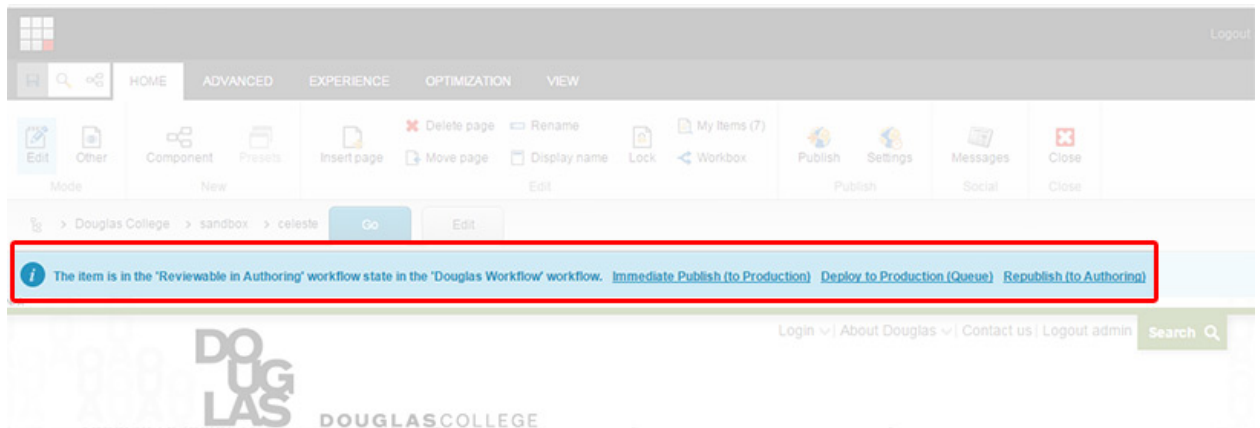 Logout
HOME ADVANCED EXPERIENCE OPTIMIZATION VIEW
Delete page Rename My Items (7)
Edit Other Component Presets Insert page Move page Display name Lock Workbox Publish Settings Messages Close
Mode New Edit Publish Social Close
> Douglas College > sandbox > celeste Go Edit
i The item is in the 'Reviewable in Authoring' workflow state in the 'Douglas Workflow' workflow. Immediate Publish (to Production) Deploy to Production (Queue) Republish (to Authoring)
Login | About Douglas | Contact us | Logout admin Search
DO
UG
LAS
DOUGLASCOLLEGE